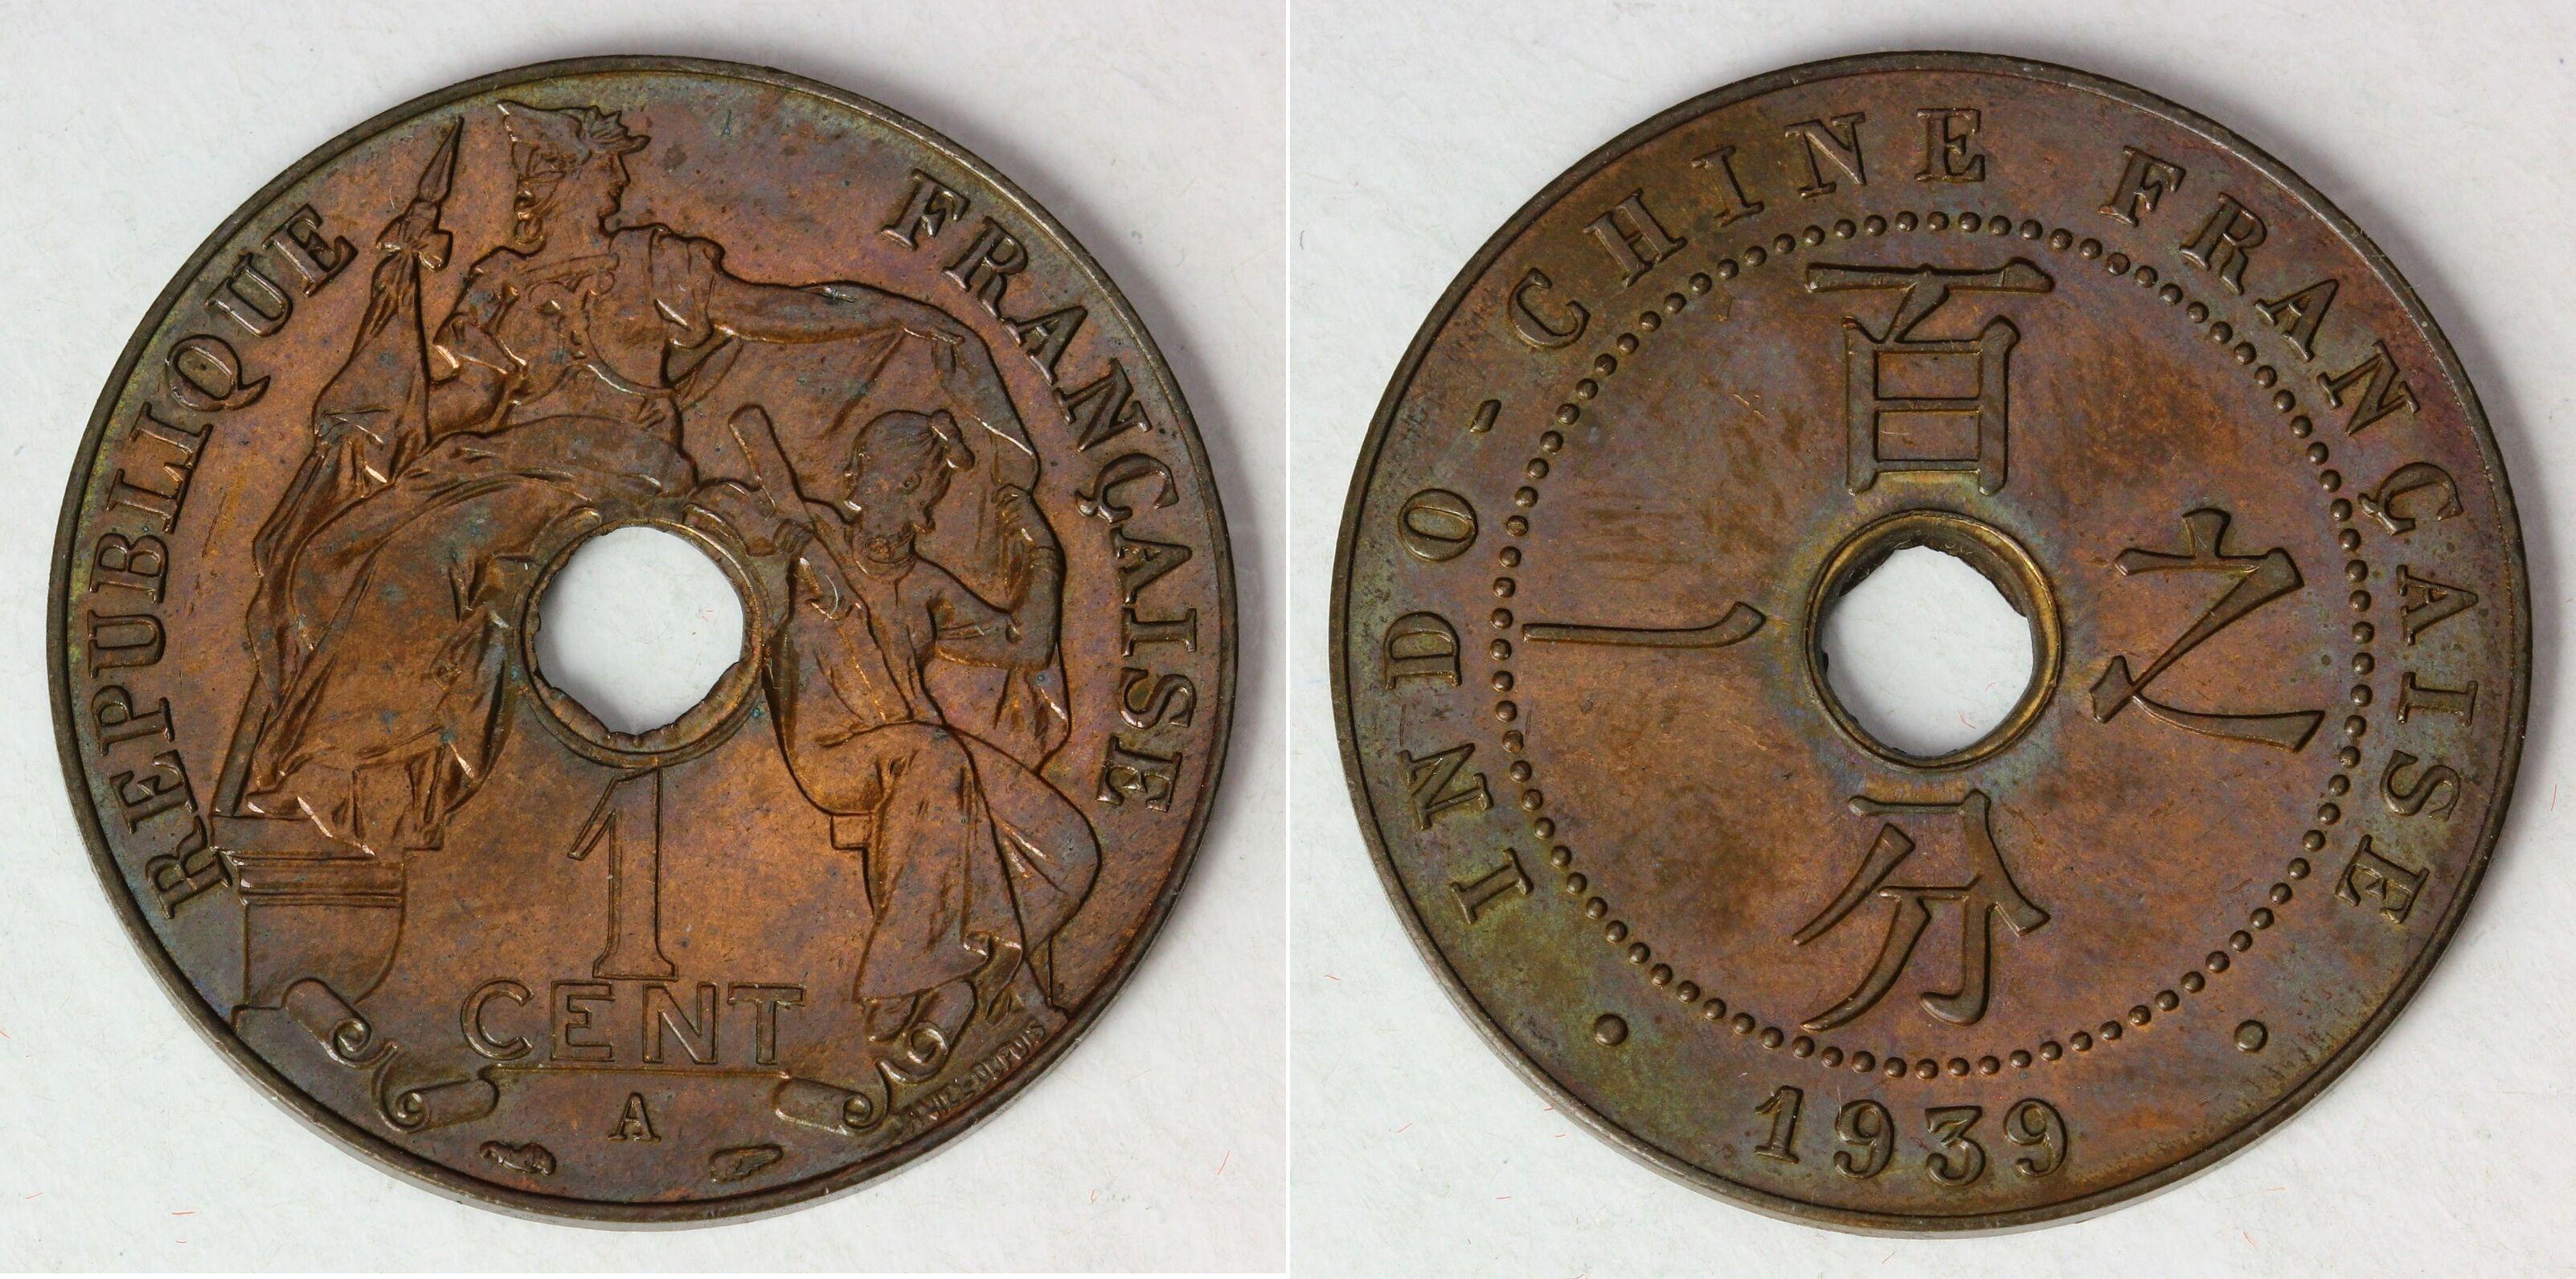 REPUBLIQUE FRANÇAISE
1
CENT
A
INDO-CHINE FRANÇAISE
百
之
分
一
1939